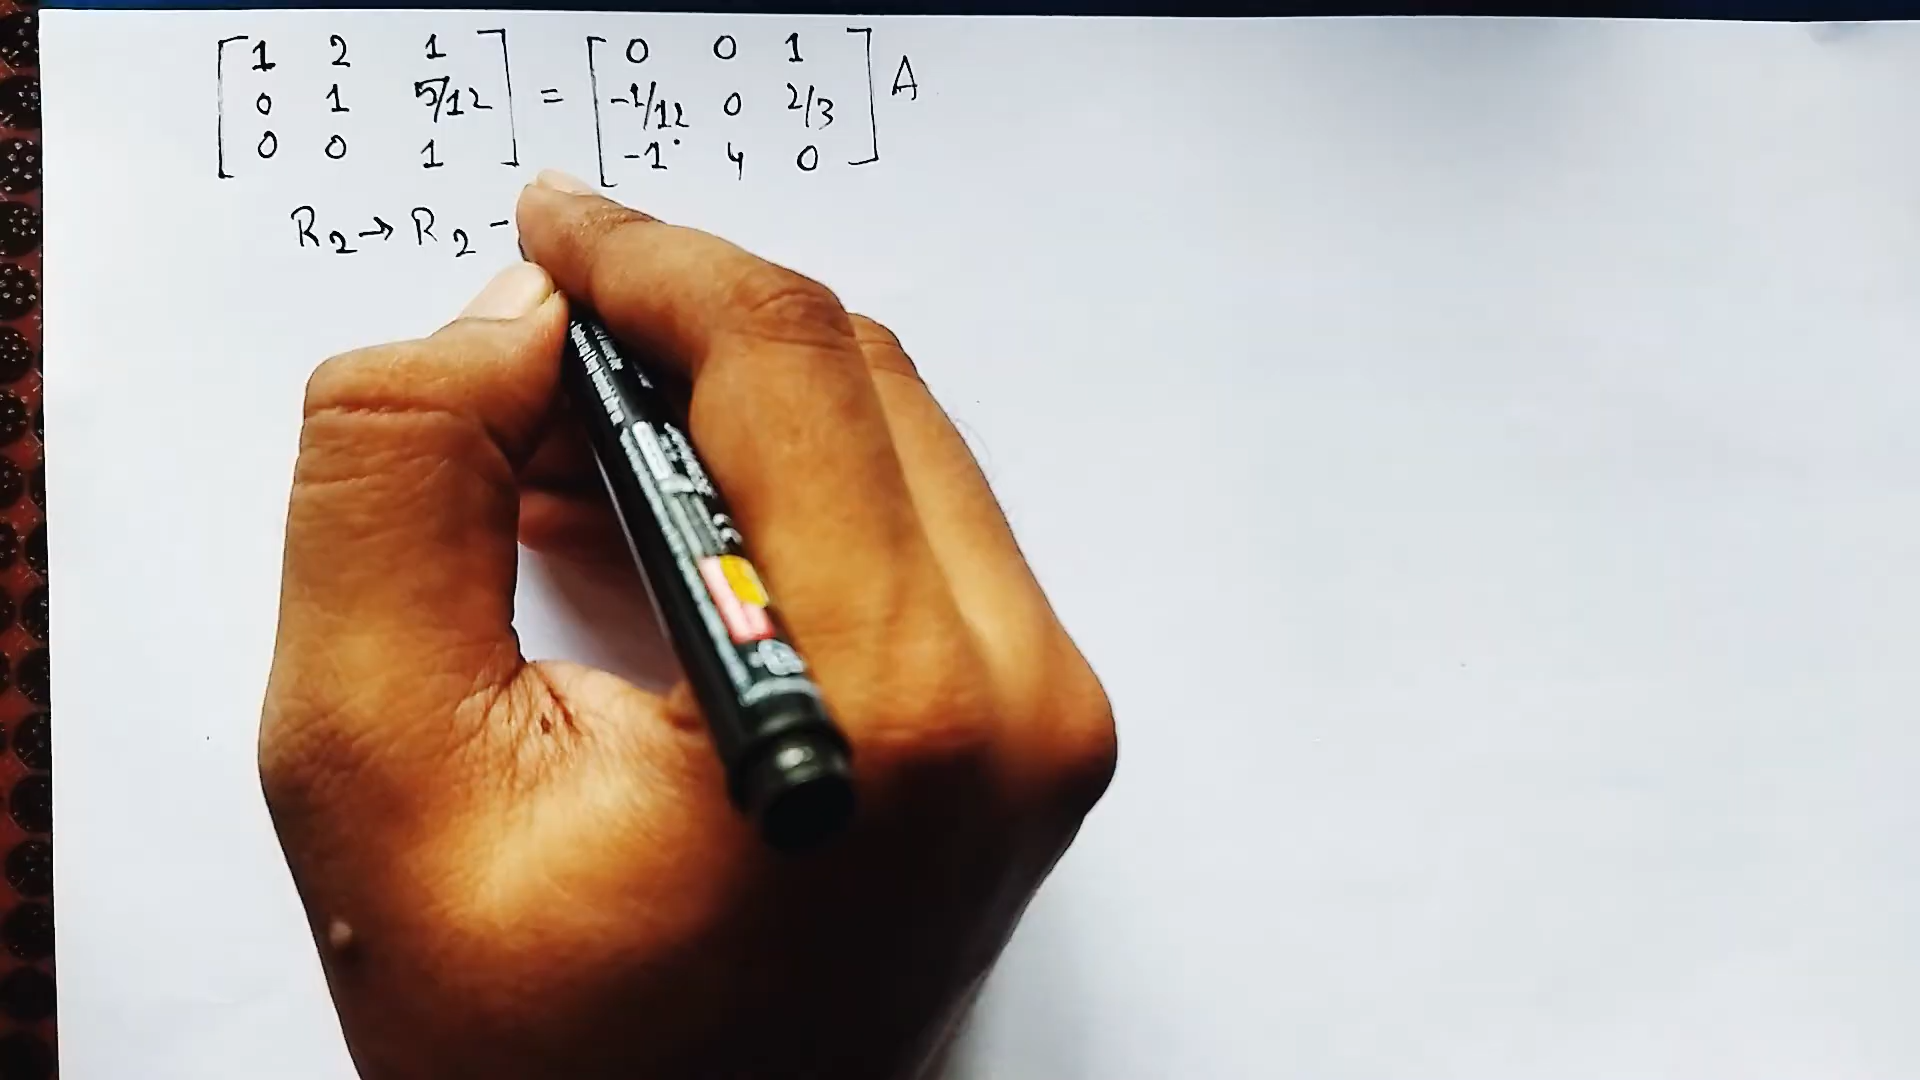 [1 2 1] = [0 0 1] A
[0 1 5/12] [-1/12 0 2/3]
[0 0 1] [-1 4 0]
R2 → R2 -